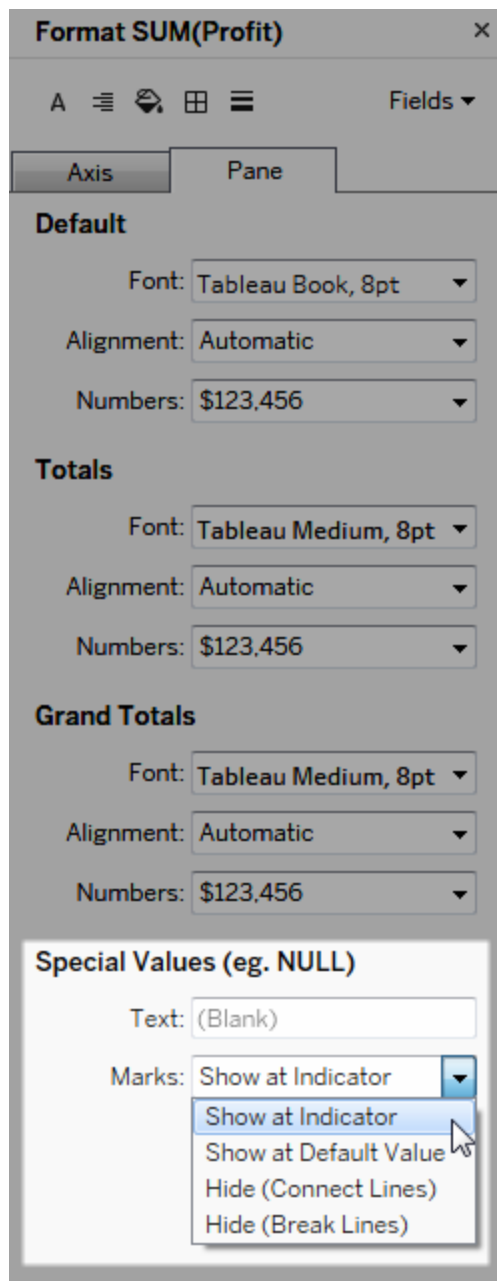 Format SUM(Profit) ×
A Fields
Axis Pane
Default
Font: Tableau Book, 8pt
Alignment: Automatic
Numbers: $123,456
Totals
Font: Tableau Medium, 8pt
Alignment: Automatic
Numbers: $123,456
Grand Totals
Font: Tableau Medium, 8pt
Alignment: Automatic
Numbers: $123,456
Special Values (eg. NULL)
Text: (Blank)
Marks: Show at Indicator
Show at Indicator
Show at Default Value
Hide (Connect Lines)
Hide (Break Lines)